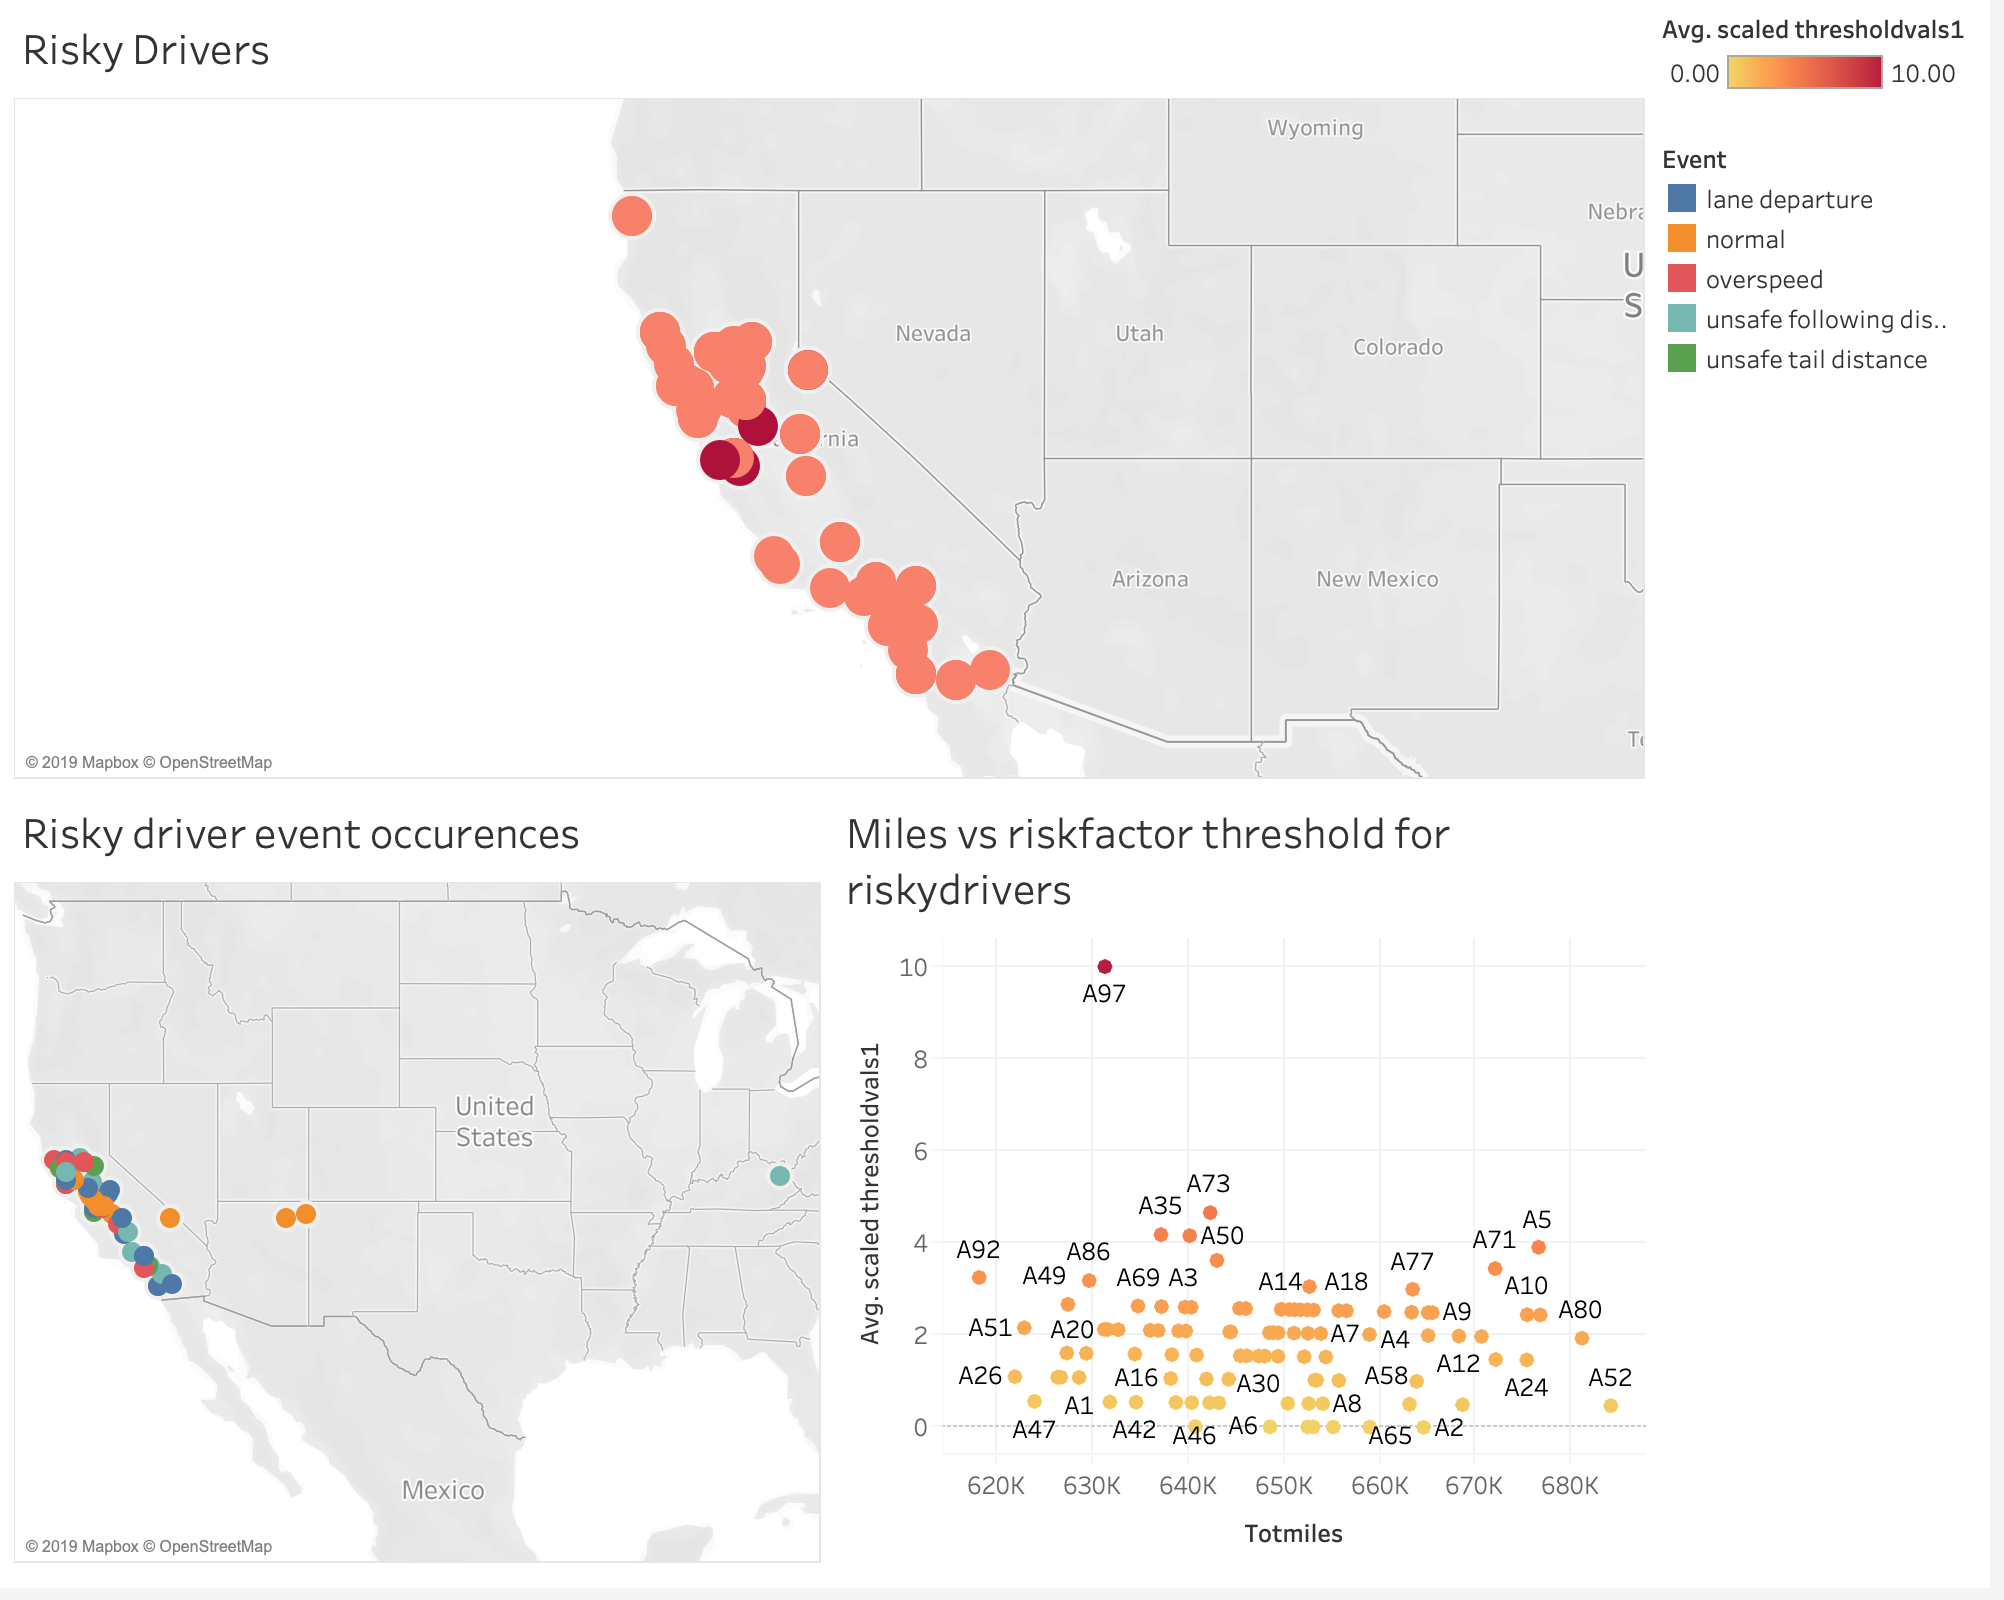 Risky Drivers
Avg. scaled thresholdvals1
0.00
10.00
Event
lane departure
normal
overspeed
unsafe following dis..
unsafe tail distance
Wyoming
Nebra
U
S
Nevada
Utah
Colorado
rnia
Arizona
New Mexico
Te
© 2019 Mapbox © OpenStreetMap
Risky driver event occurences
United
States
Mexico
© 2019 Mapbox © OpenStreetMap
Miles vs riskfactor threshold for
riskydrivers
Avg. scaled thresholdvals1
10
8
6
4
2
0
A97
A73
A35
A50
A5
A71
A92
A86
A77
A49
A69
A3
A14
A18
A10
A9
A80
A51
A20
A7
A4
A12
A26
A16
A30
A58
A24
A52
A1
A8
A47
A42
A46
A6
A65
A2
620K
630K
640K
650K
660K
670K
680K
Totmiles